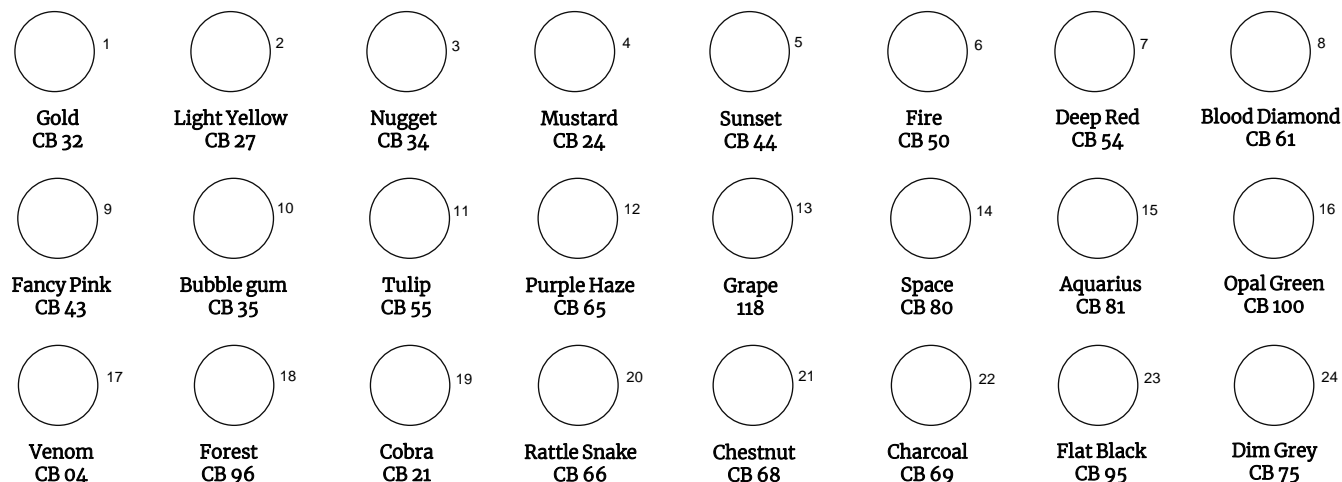 1 2 3 4 5 6 7 8
Gold Light Yellow Nugget Mustard Sunset Fire Deep Red Blood Diamond
CB 32 CB 27 CB 34 CB 24 CB 44 CB 50 CB 54 CB 61
9 10 11 12 13 14 15 16
Fancy Pink Bubble gum Tulip Purple Haze Grape Space Aquarius Opal Green
CB 43 CB 35 CB 55 CB 65 118 CB 80 CB 81 CB 100
17 18 19 20 21 22 23 24
Venom Forest Cobra Rattle Snake Chestnut Charcoal Flat Black Dim Grey
CB 04 CB 96 CB 21 CB 66 CB 68 CB 69 CB 95 CB 75